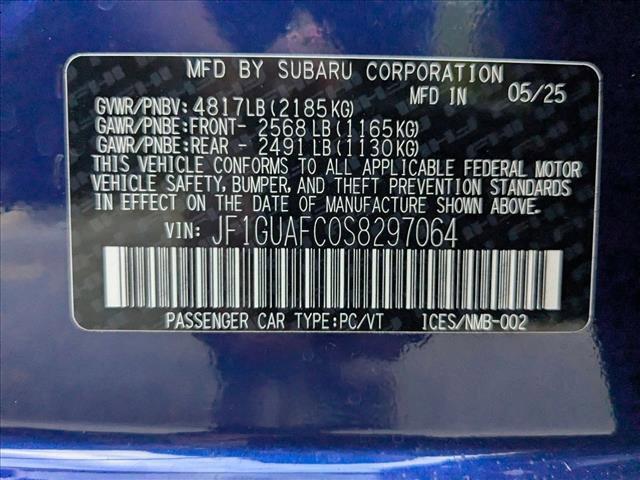 MFD BY SUBARU CORPORATION
MFD IN 05/25
GVWR/PNBV: 4817LB (2185KG)
GAWR/PNBE:FRONT- 2568 LB (1165KG)
GAWR/PNBE:REAR - 2491 LB (1130KG)
THIS VEHICLE CONFORMS TO ALL APPLICABLE FEDERAL MOTOR
VEHICLE SAFETY, BUMPER, AND THEFT PREVENTION STANDARDS
IN EFFECT ON THE DATE OF MANUFACTURE SHOWN ABOVE.
VIN: JF1GUAFC0S8297064
PASSENGER CAR TYPE:PC/VT ICES/NMB-002